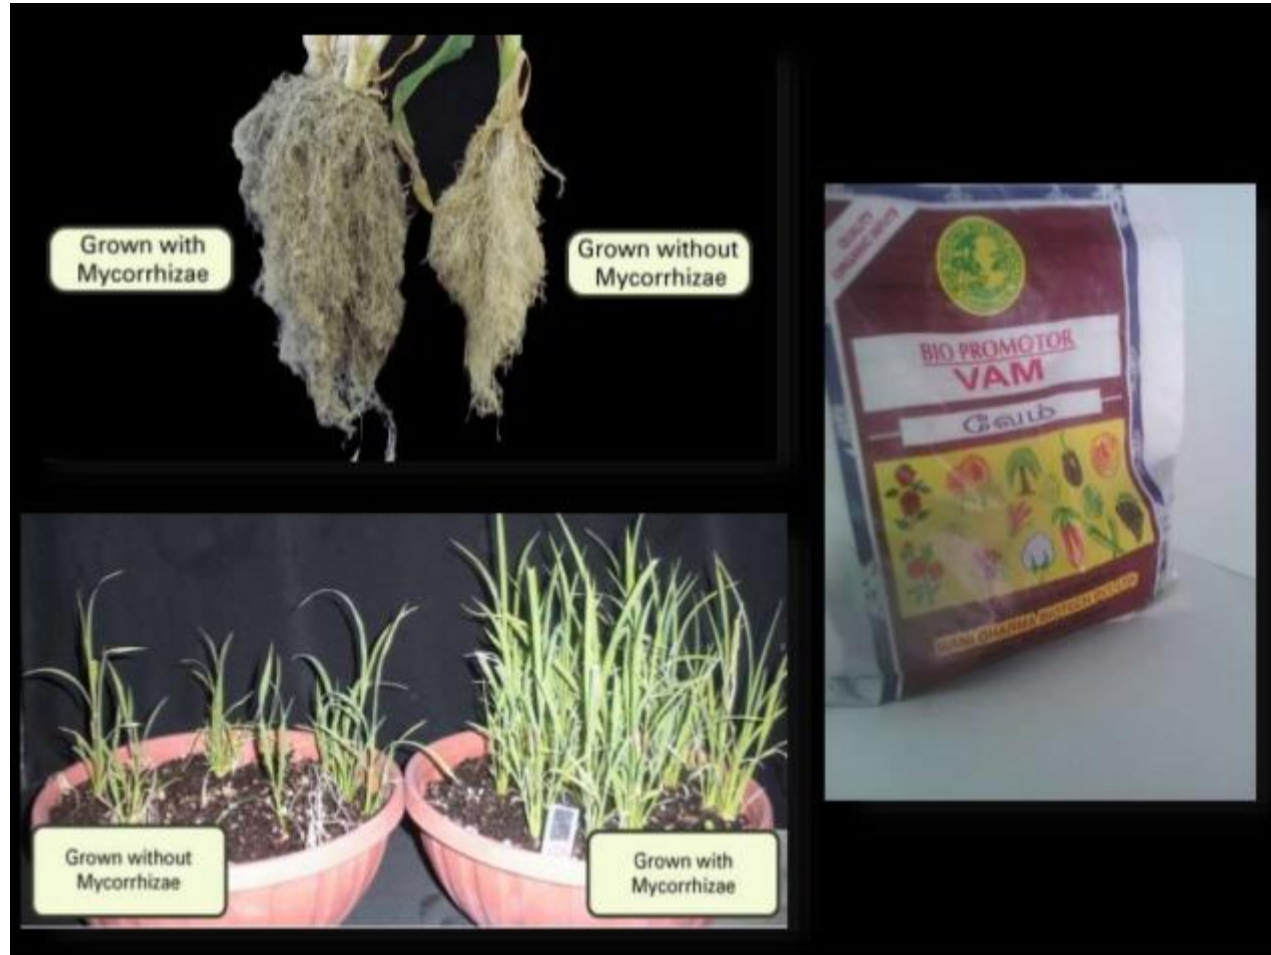 Grown with
Mycorrhizae
Grown without
Mycorrhizae
BIO PROMOTOR
VAM
வேம்
Grown without
Mycorrhizae
Grown with
Mycorrhizae